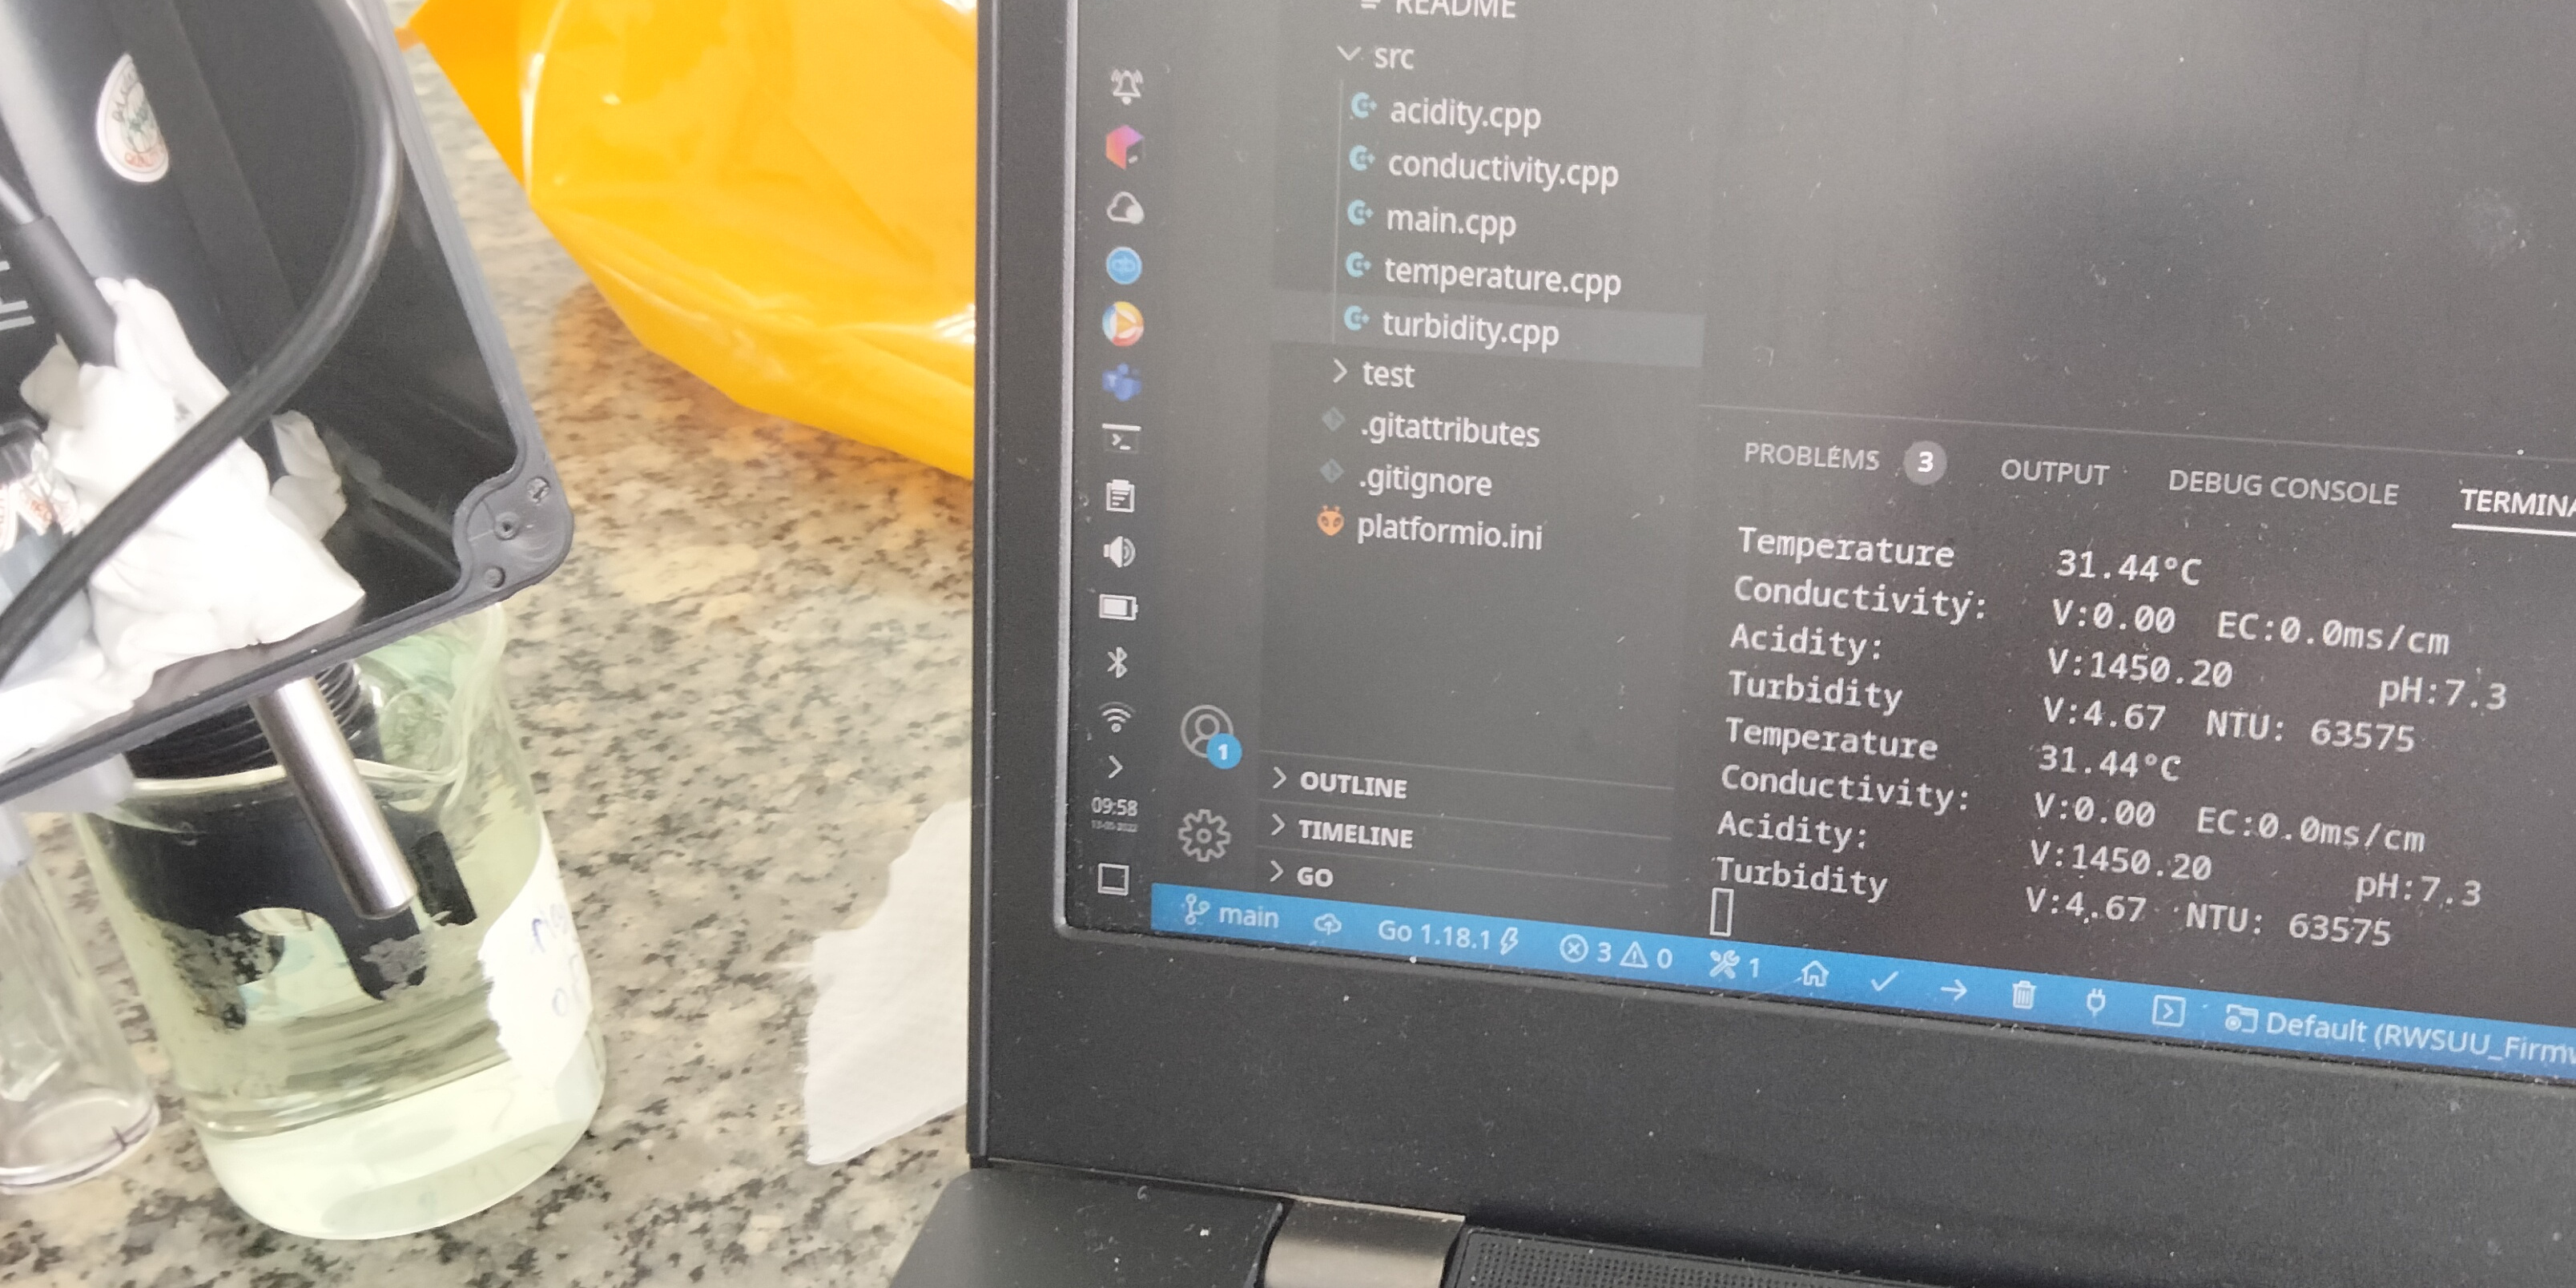 README
src
acidity.cpp
conductivity.cpp
main.cpp
temperature.cpp
turbidity.cpp
test
.gitattributes
.gitignore
platformio.ini
1
OUTLINE
TIMELINE
GO
09:58
PROBLEMS 3 OUTPUT DEBUG CONSOLE TERMINA
Temperature 31.44°C
Conductivity: V:0.00 EC:0.0ms/cm
Acidity: V:1450.20 pH:7.3
Turbidity V:4.67 NTU: 63575
Temperature 31.44°C
Conductivity: V:0.00 EC:0.0ms/cm
Acidity: V:1450.20 pH:7.3
Turbidity V:4.67 NTU: 63575
main Go 1.18.1 3 0 1 Default (RWSUU_Firmw